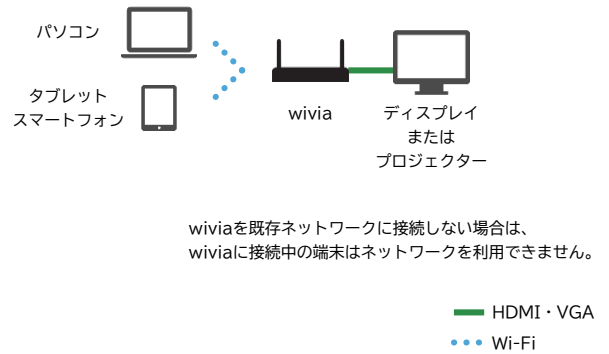 パソコン
タブレット
スマートフォン
wivia
ディスプレイ
または
プロジェクター
wiviaを既存ネットワークに接続しない場合は、
wiviaに接続中の端末はネットワークを利用できません。
HDMI・VGA
Wi-Fi